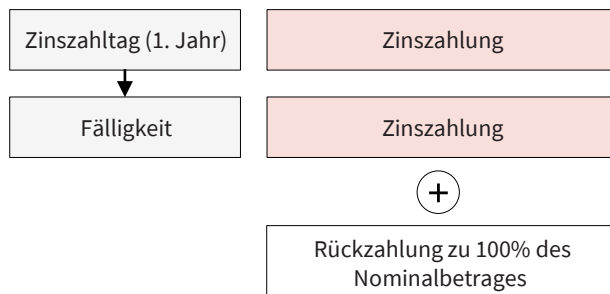 Zinszahltag (1. Jahr)
Zinszahlung
Fälligkeit
Zinszahlung
+
Rückzahlung zu 100% des
Nominalbetrages